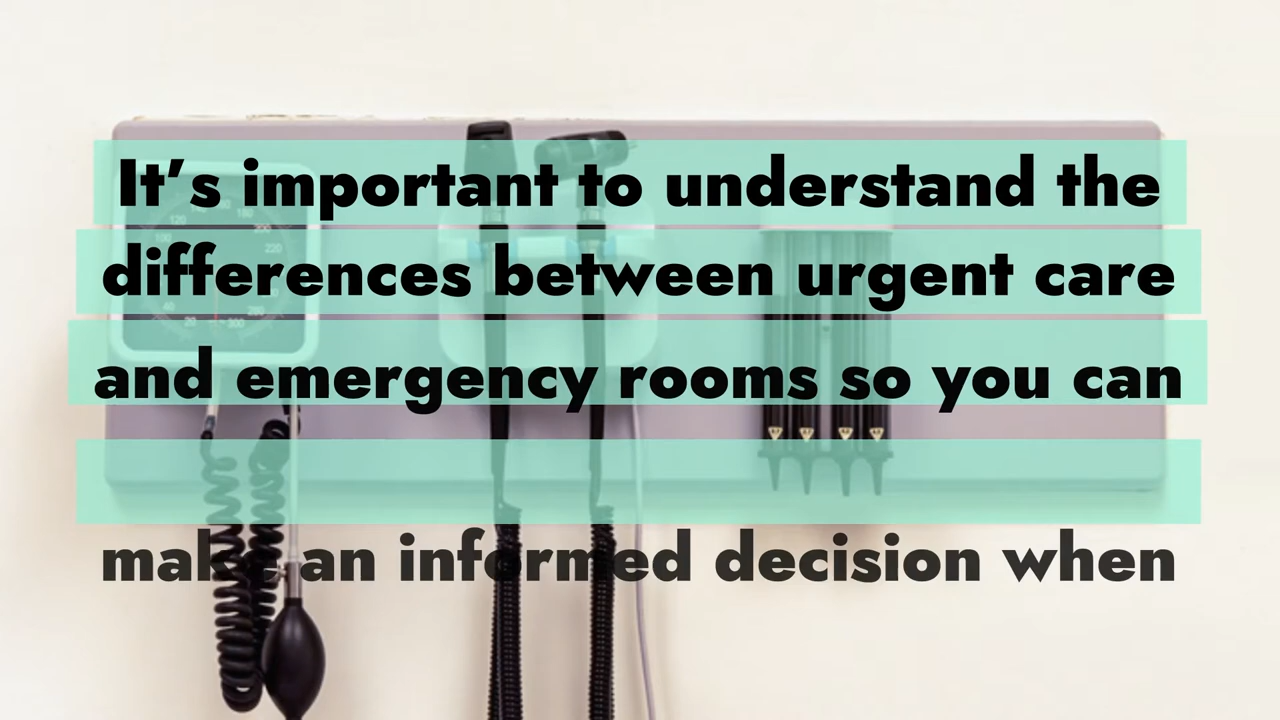 It's important to understand the
differences between urgent care
and emergency rooms so you can
make an informed decision when